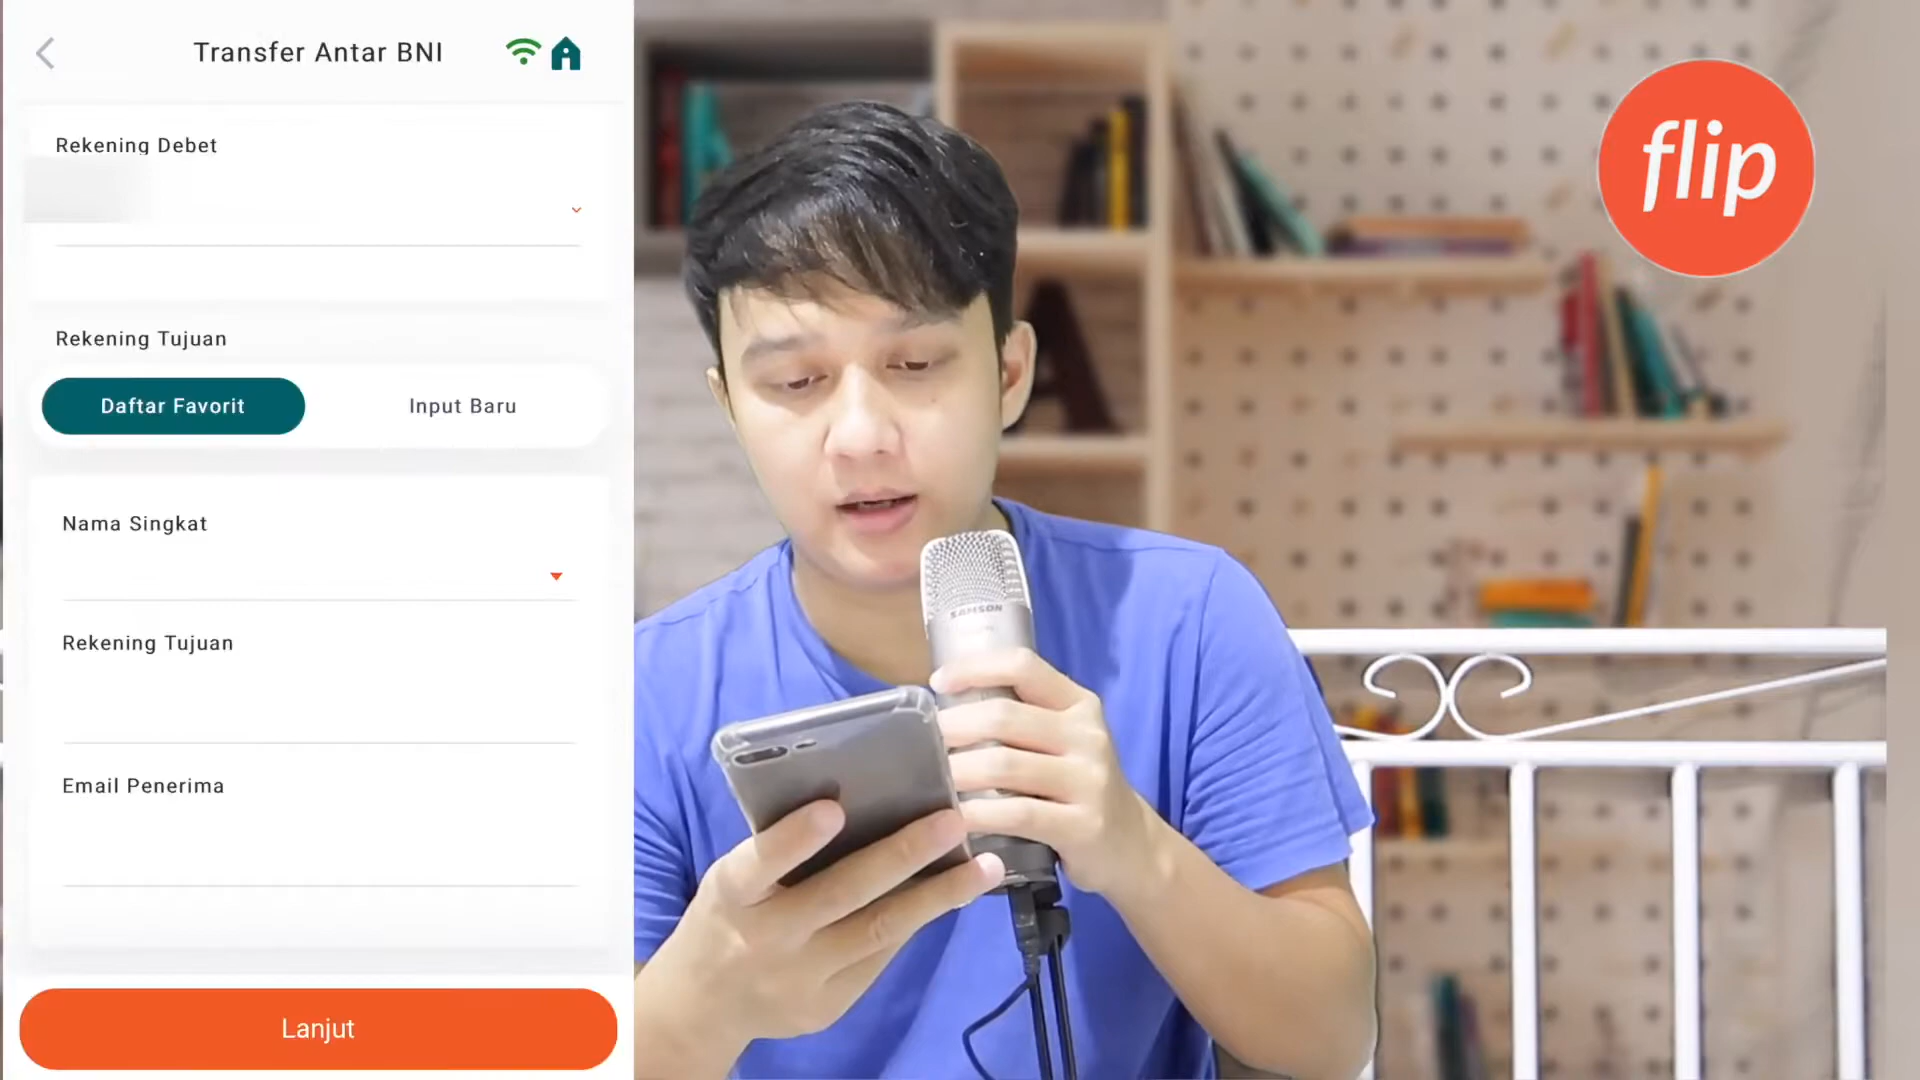 Transfer Antar BNI
Rekening Debet
Rekening Tujuan
Daftar Favorit
Input Baru
Nama Singkat
Rekening Tujuan
Email Penerima
Lanjut
flip
SAMSON
A